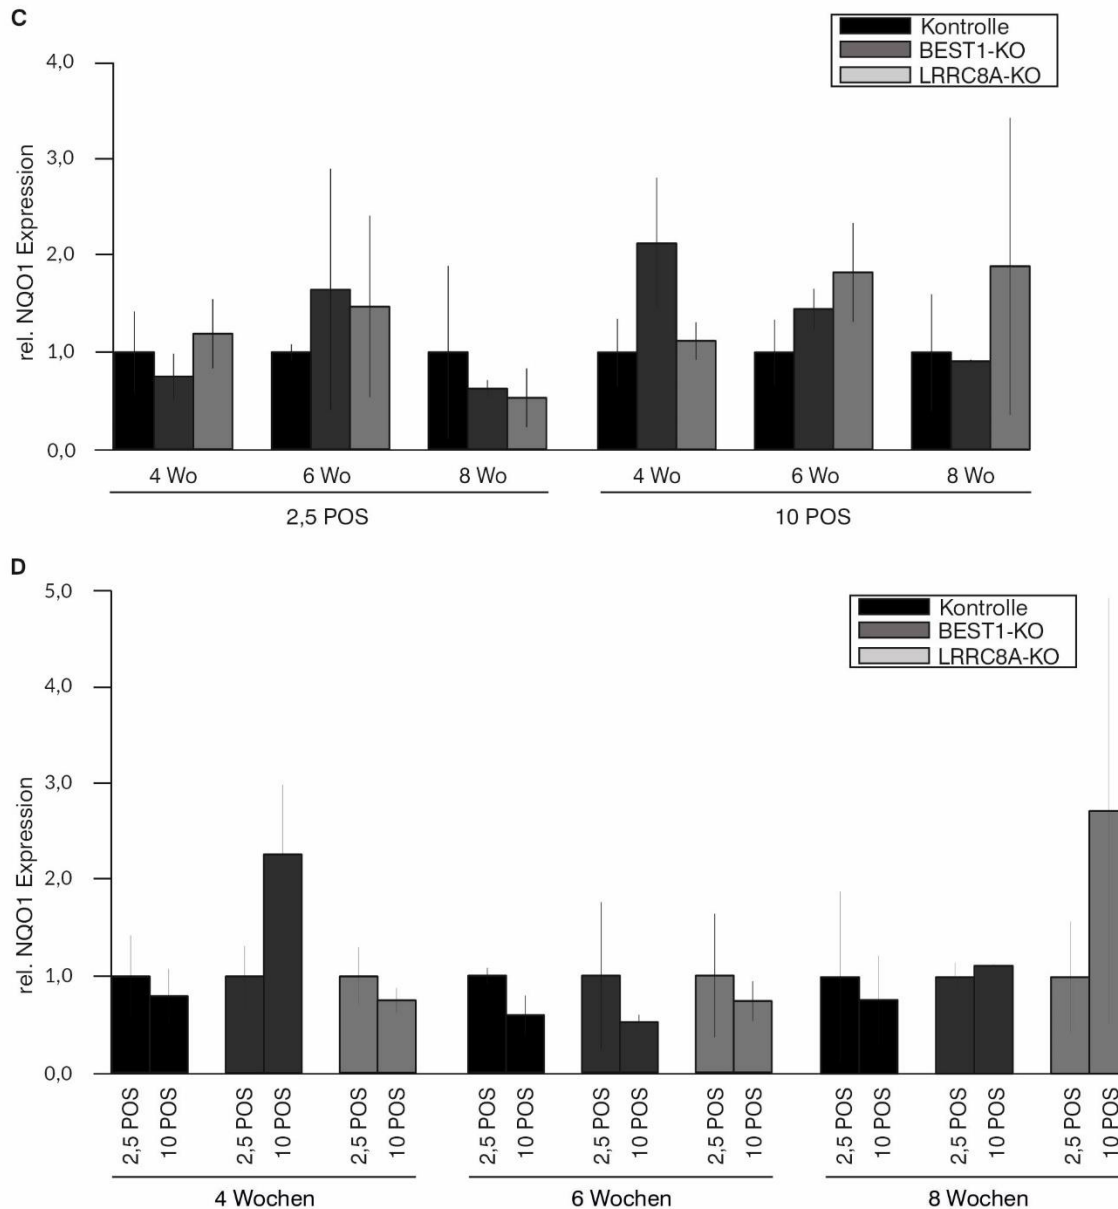 C
Kontrolle
BEST1-KO
LRRC8A-KO
rel. NQO1 Expression
4,0
3,0
2,0
1,0
0,0
4 Wo 6 Wo 8 Wo 4 Wo 6 Wo 8 Wo
2,5 POS 10 POS
D
Kontrolle
BEST1-KO
LRRC8A-KO
rel. NQO1 Expression
5,0
4,0
3,0
2,0
1,0
0,0
2,5 POS 10 POS 2,5 POS 10 POS 2,5 POS 10 POS 2,5 POS 10 POS 2,5 POS 10 POS 2,5 POS 10 POS 2,5 POS 10 POS 2,5 POS 10 POS 2,5 POS 10 POS
4 Wochen 6 Wochen 8 Wochen